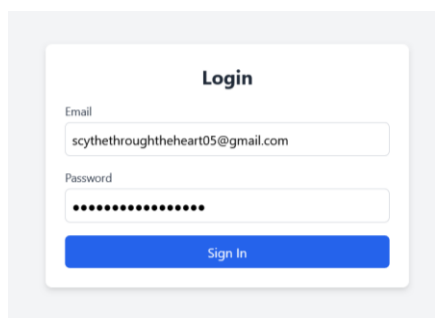 Login
Email
scythethroughtheheart05@gmail.com
Password
•••••••••••••••••
Sign In